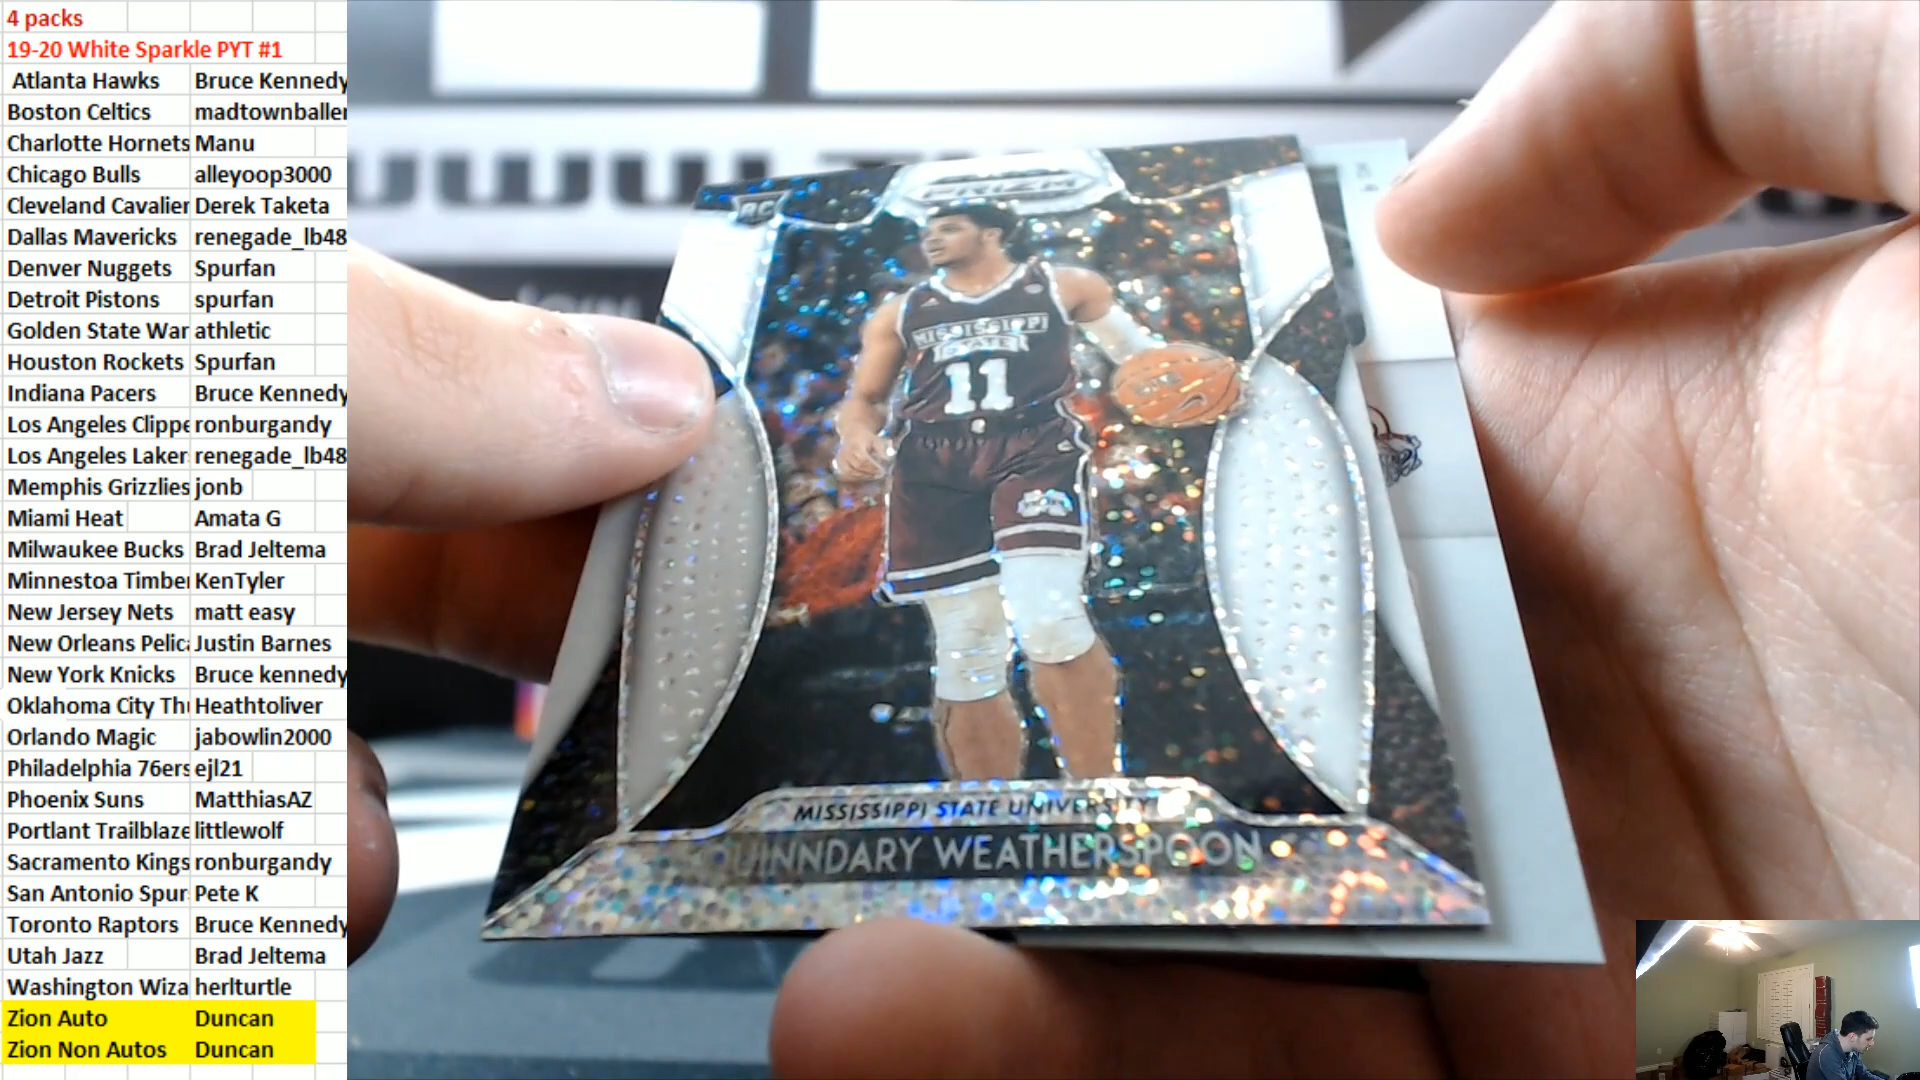 4 packs
19-20 White Sparkle PYT #1
Atlanta Hawks Bruce Kennedy
Boston Celtics madtownballer
Charlotte Hornets Manu
Chicago Bulls alleyoop3000
Cleveland Cavalier Derek Taketa
Dallas Mavericks renegade_lb48
Denver Nuggets Spurfan
Detroit Pistons spurfan
Golden State War athletic
Houston Rockets Spurfan
Indiana Pacers Bruce Kennedy
Los Angeles Clippe ronburgandy
Los Angeles Laker renegade_lb48
Memphis Grizzlies jonb
Miami Heat Amata G
Milwaukee Bucks Brad Jeltema
Minnestoa Timbe KenTyler
New Jersey Nets matt easy
New Orleans Pelic Justin Barnes
New York Knicks Bruce kennedy
Oklahoma City Th Heathtoliver
Orlando Magic jabowlin2000
Philadelphia 76ers ejl21
Phoenix Suns MatthiasAZ
Portlant Trailblaze littlewolf
Sacramento Kings ronburgandy
San Antonio Spur Pete K
Toronto Raptors Bruce Kennedy
Utah Jazz Brad Jeltema
Washington Wiza herlturtle
Zion Auto Duncan
Zion Non Autos Duncan
PRIZM
RC
MISSISSIPPI
STATE
11
MISSISSIPPI STATE UNIVERSITY
QUINNDARY WEATHERSPOON